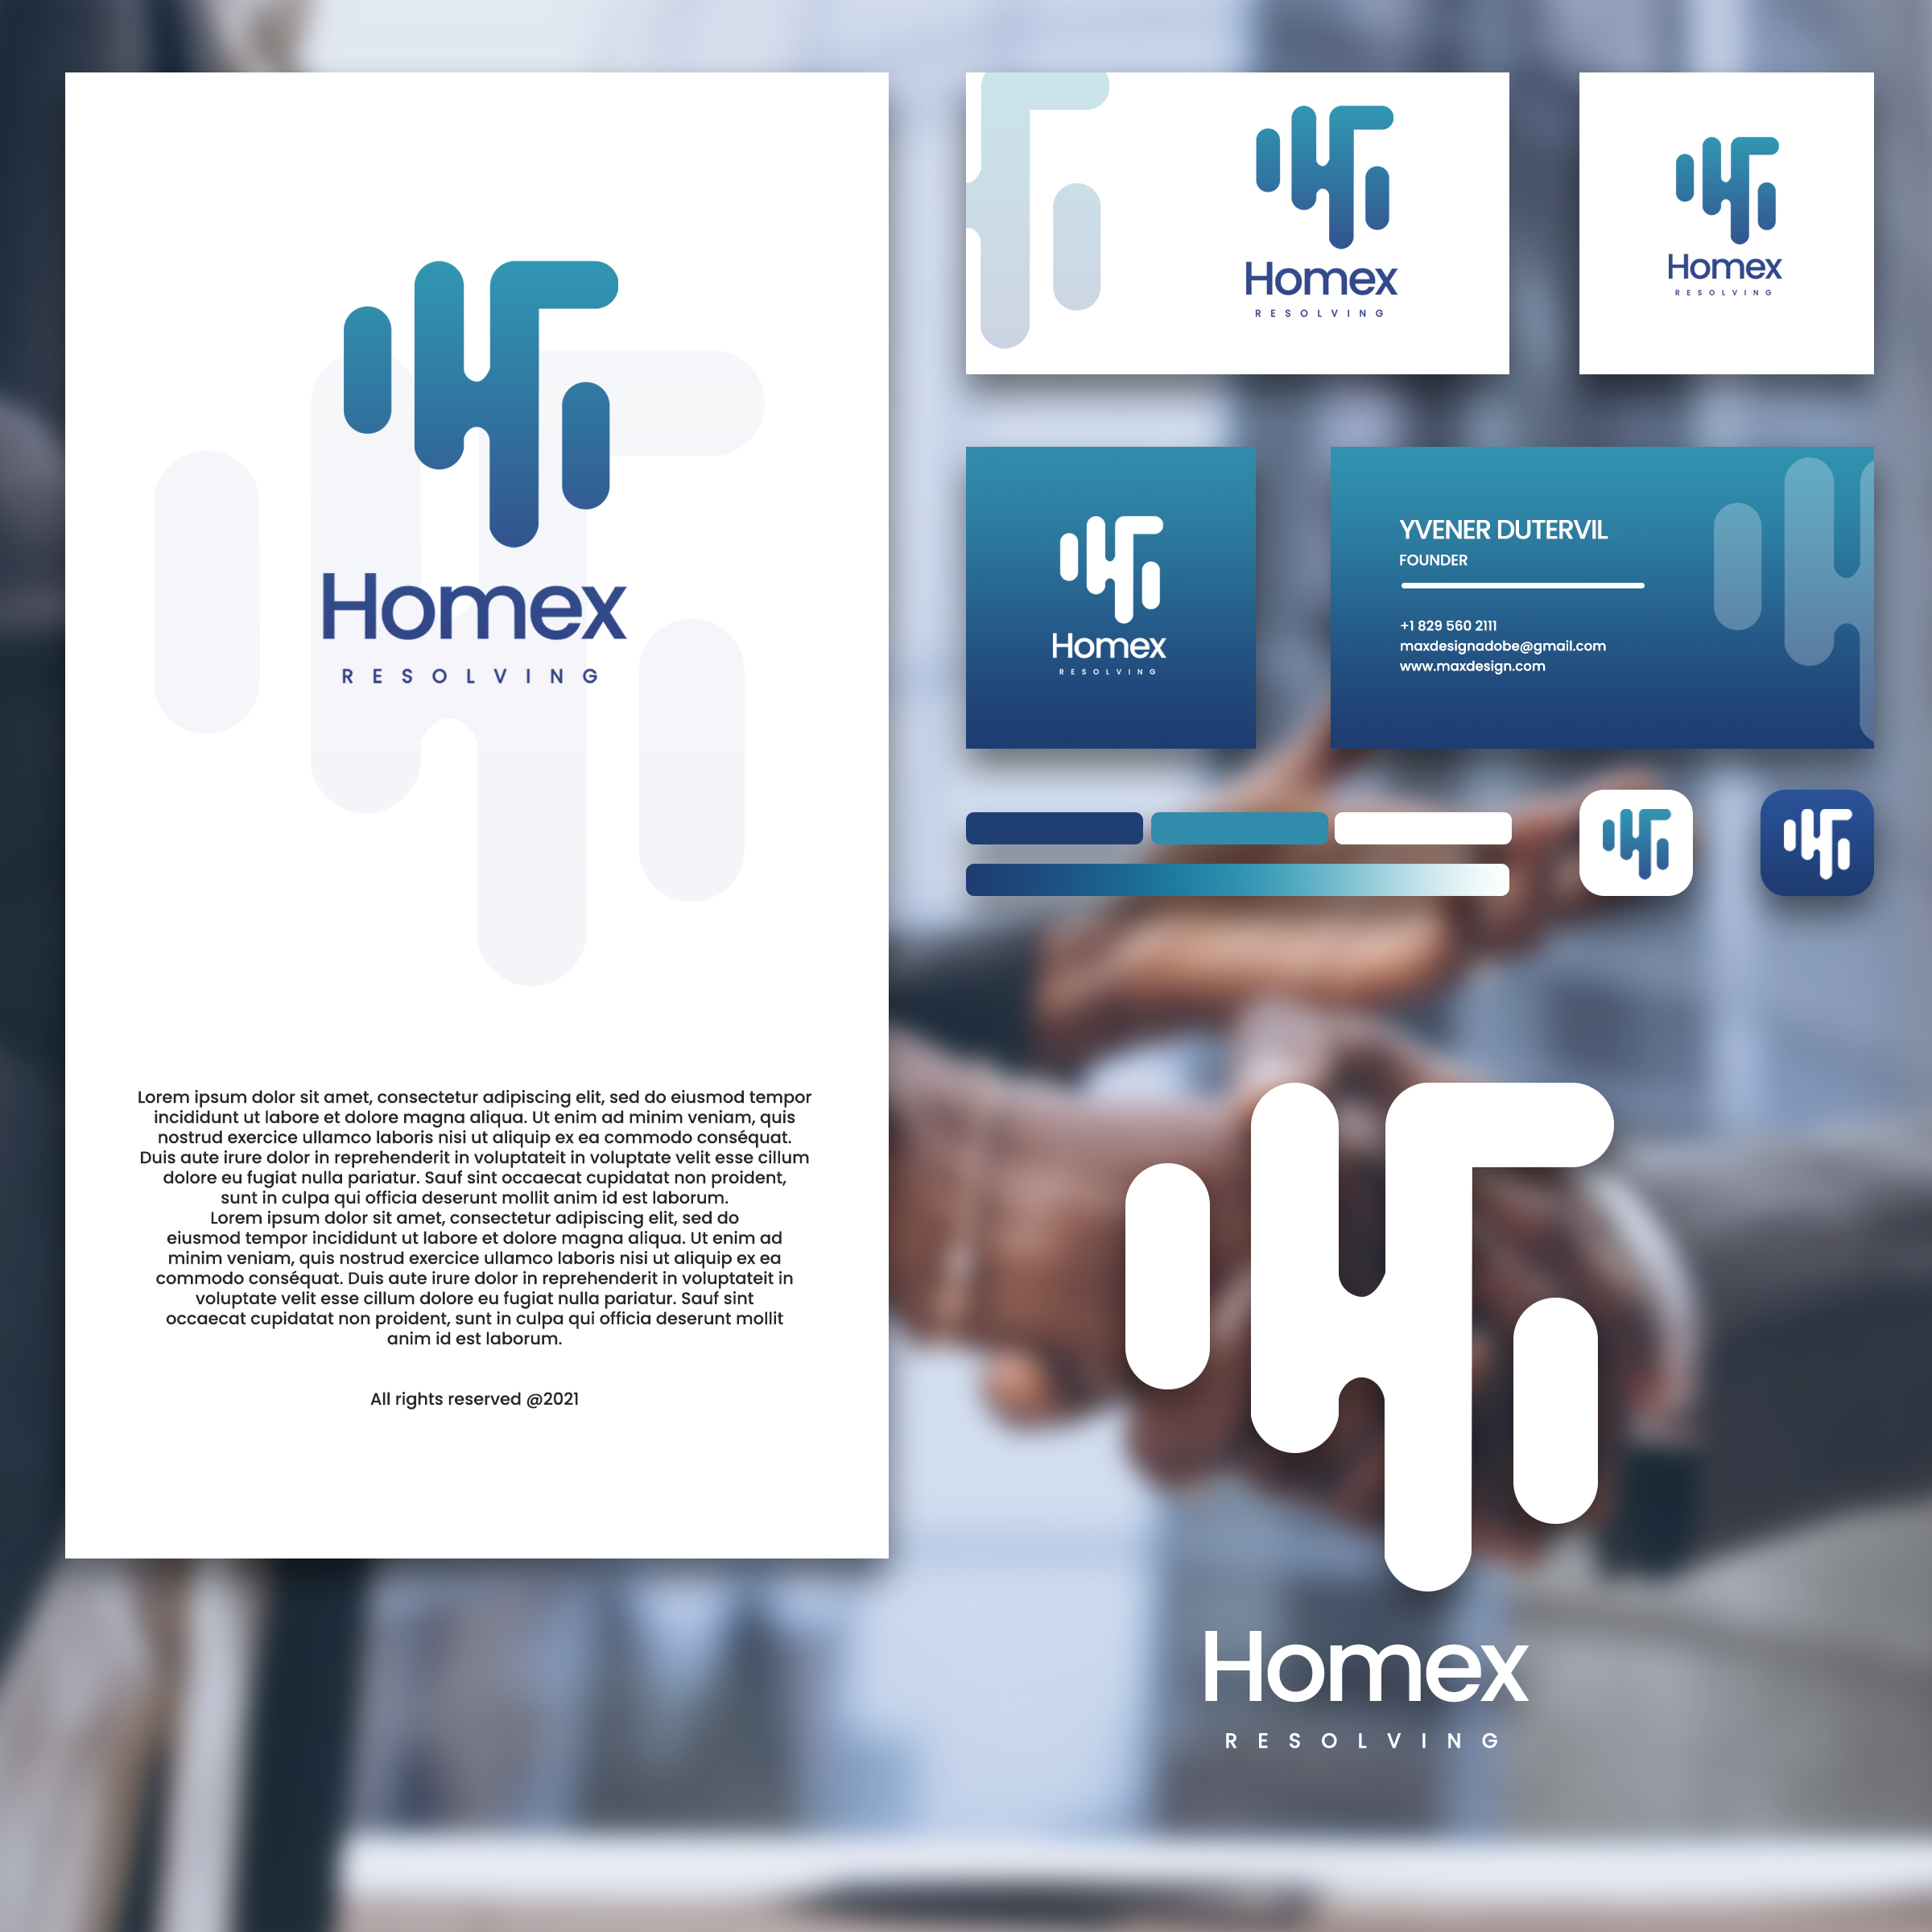 Homex
RESOLVING
Lorem ipsum dolor sit amet, consectetur adipiscing elit, sed do eiusmod tempor
incididunt ut labore et dolore magna aliqua. Ut enim ad minim veniam, quis
nostrud exercice ullamco laboris nisi ut aliquip ex ea commodo conséquat.
Duis aute irure dolor in reprehenderit in voluptateit in voluptate velit esse cillum
dolore eu fugiat nulla pariatur. Sauf sint occaecat cupidatat non proident,
sunt in culpa qui officia deserunt mollit anim id est laborum.
Lorem ipsum dolor sit amet, consectetur adipiscing elit, sed do
eiusmod tempor incididunt ut labore et dolore magna aliqua. Ut enim ad
minim veniam, quis nostrud exercice ullamco laboris nisi ut aliquip ex ea
commodo conséquat. Duis aute irure dolor in reprehenderit in voluptateit in
voluptate velit esse cillum dolore eu fugiat nulla pariatur. Sauf sint
occaecat cupidatat non proident, sunt in culpa qui officia deserunt mollit
anim id est laborum.
All rights reserved @2021
Homex
RESOLVING
Homex
RESOLVING
Homex
RESOLVING
YVENER DUTERVIL
FOUNDER
+1 829 560 2111
maxdesignadobe@gmail.com
www.maxdesign.com
Homex
RESOLVING